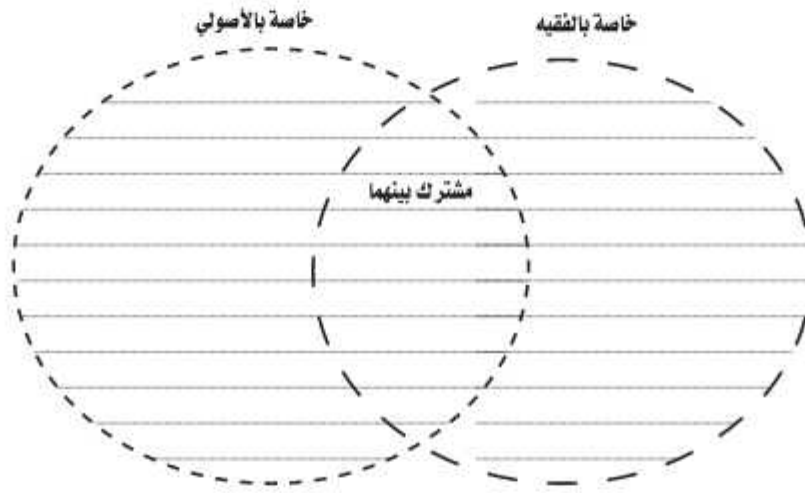 خاصة بالفقيه
خاصة بالأصولي
مشترك بينهما